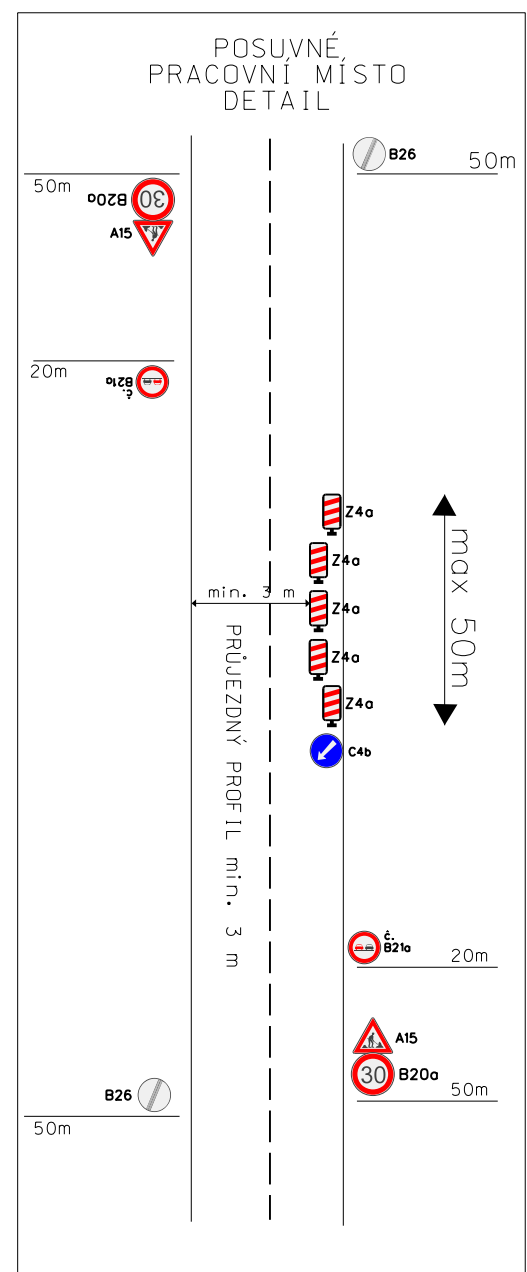 POSUVNÉ
PRACOVNÍ MÍSTO
DETAIL
B26
50m
50m
30
B20a
A15
20m
č.
B21a
Z4a
Z4a
min. 3 m
Z4a
Z4a
Z4a
max 50m
PRŮJEZDNÝ PROFIL min. 3 m
C4b
č.
B21a
20m
A15
30
B20a
50m
B26
50m